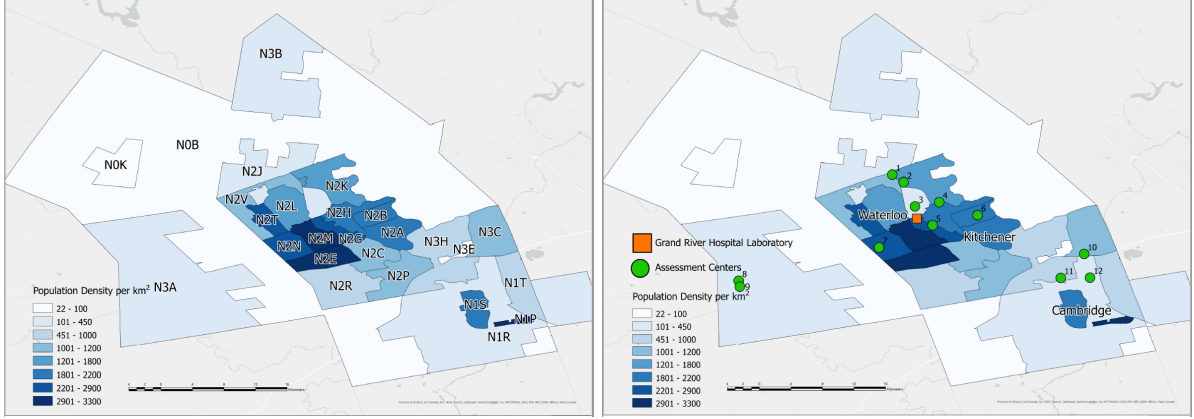 N3B
N0B
N0K
N2J
N2K
N2V
N2L
N2H
N2B
N2T
N2A
N3C
N2M
N2G
N3H
N2N
N3E
N2C
N2E
N2P
N1T
N2R
N3A
N1S
N1P
N1R
Population Density per km²
22 - 100
101 - 450
451 - 1000
1001 - 1200
1201 - 1800
1801 - 2200
2201 - 2900
2901 - 3300
1
2
3
4
5
6
7
8
9
10
11
12
Waterloo
Kitchener
Cambridge
Grand River Hospital Laboratory
Assessment Centers
Population Density per km²
22 - 100
101 - 450
451 - 1000
1001 - 1200
1201 - 1800
1801 - 2200
2201 - 2900
2901 - 3300